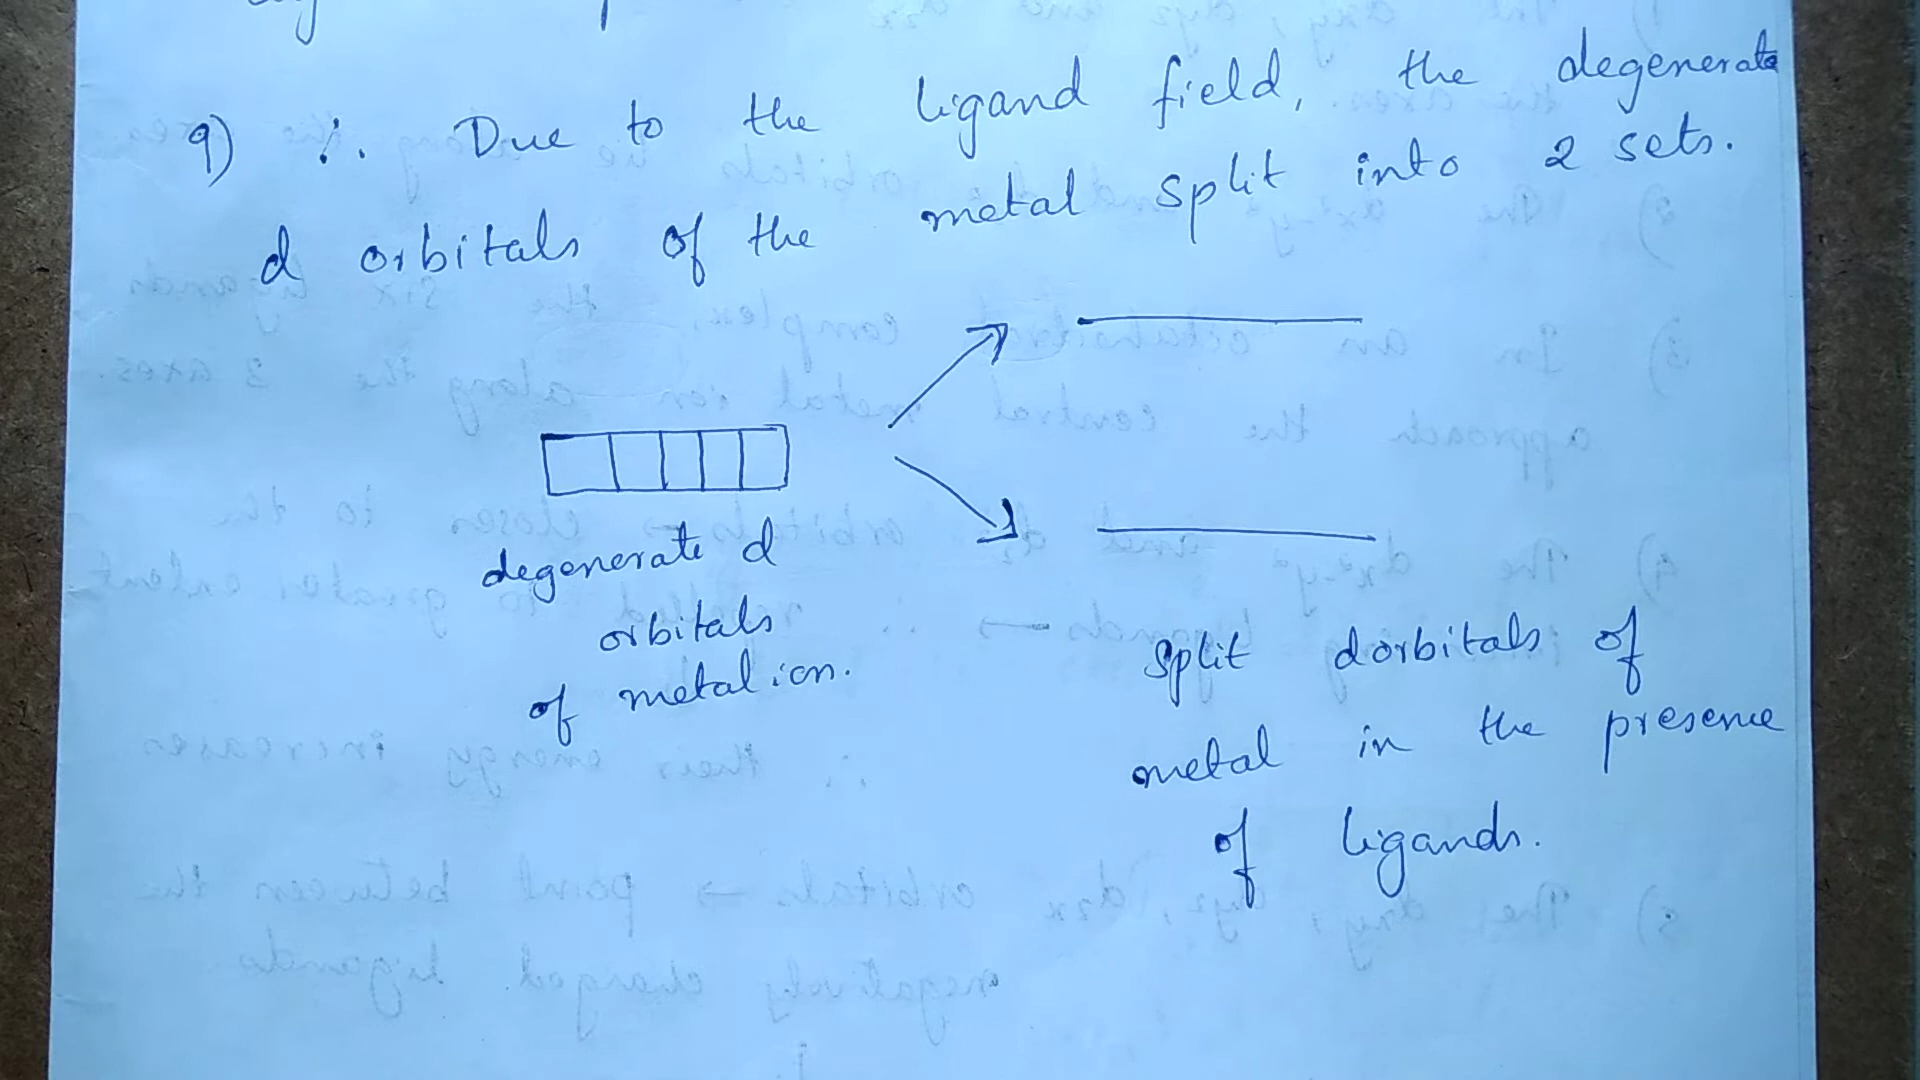 9) ∴ Due to the ligand field, the degenerate
d orbitals of the metal split into 2 sets.
degenerate d
orbitals
of metal ion.
split d orbitals of
metal in the presence
of ligands.